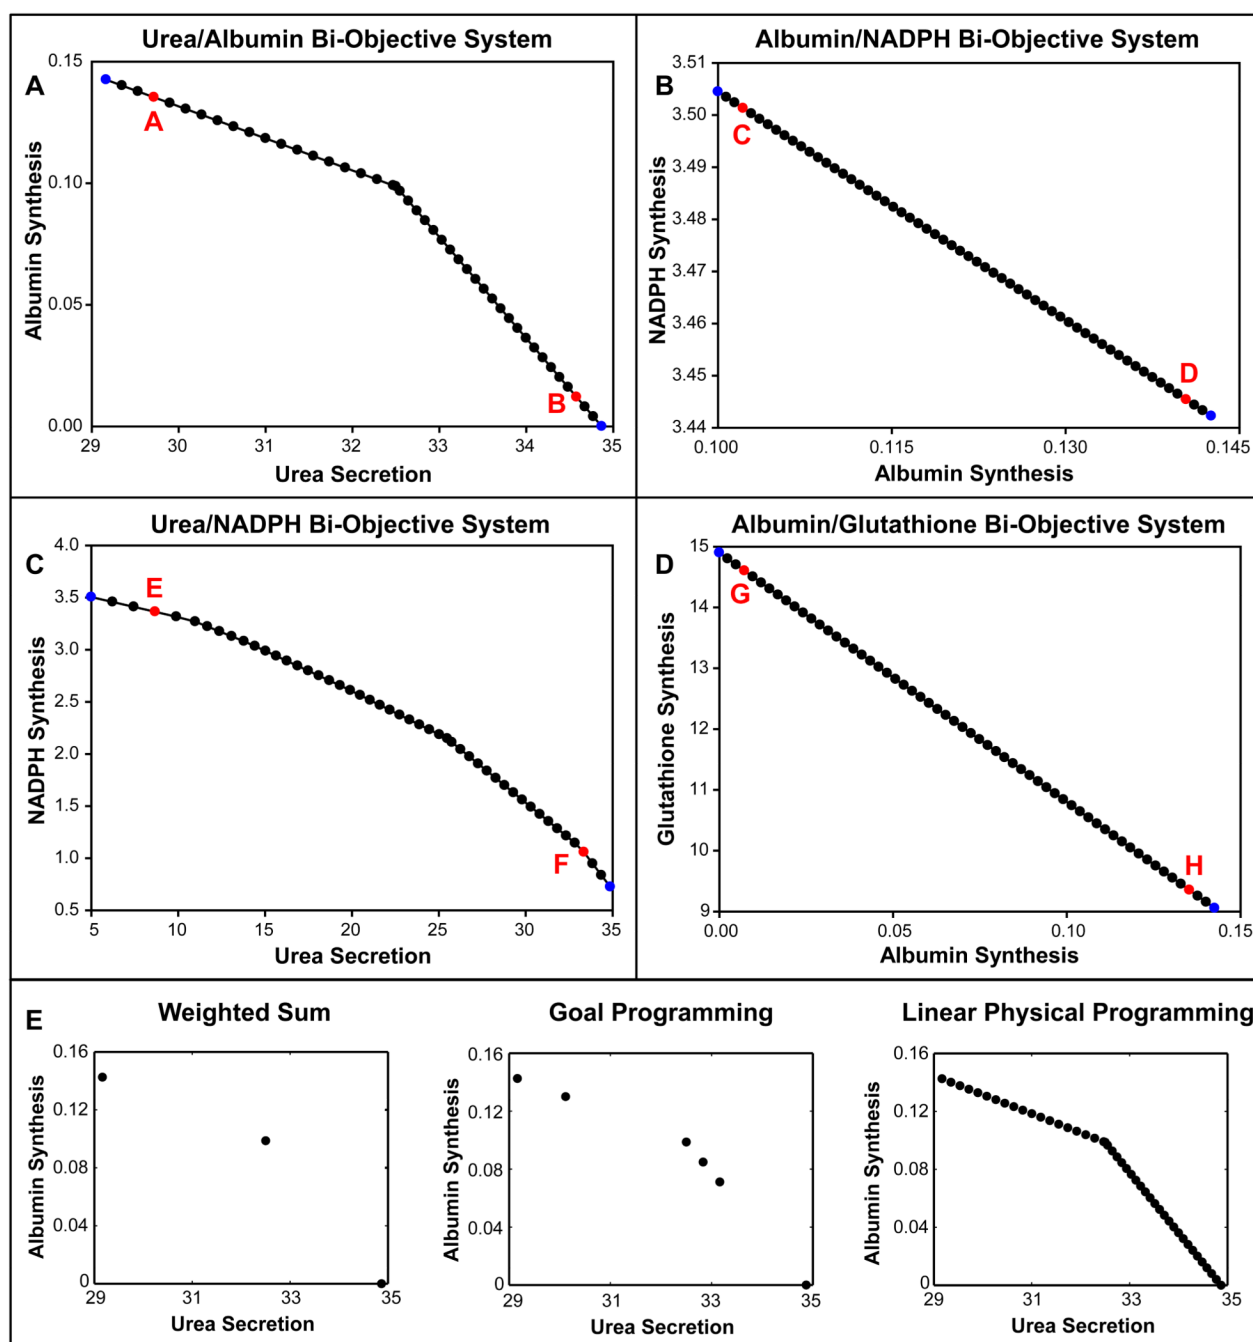 Urea/Albumin Bi-Objective System
A
0.15
0.10
0.05
0.00
Albumin Synthesis
A
B
29 30 31 32 33 34 35
Urea Secretion
Albumin/NADPH Bi-Objective System
B
3.51
3.50
3.49
3.48
3.47
3.46
3.45
3.44
NADPH Synthesis
C
D
0.100 0.115 0.130 0.145
Albumin Synthesis
Urea/NADPH Bi-Objective System
C
4.0
3.5
3.0
2.5
2.0
1.5
1.0
0.5
NADPH Synthesis
E
F
5 10 15 20 25 30 35
Urea Secretion
Albumin/Glutathione Bi-Objective System
D
15
14
13
12
11
10
9
Glutathione Synthesis
G
H
0.00 0.05 0.10 0.15
Albumin Synthesis
E
Weighted Sum
0.16
0.12
0.08
0.04
0
Albumin Synthesis
29 31 33 35
Urea Secretion
Goal Programming
0.16
0.12
0.08
0.04
0
Albumin Synthesis
29 31 33 35
Urea Secretion
Linear Physical Programming
0.16
0.12
0.08
0.04
0
Albumin Synthesis
29 31 33 35
Urea Secretion